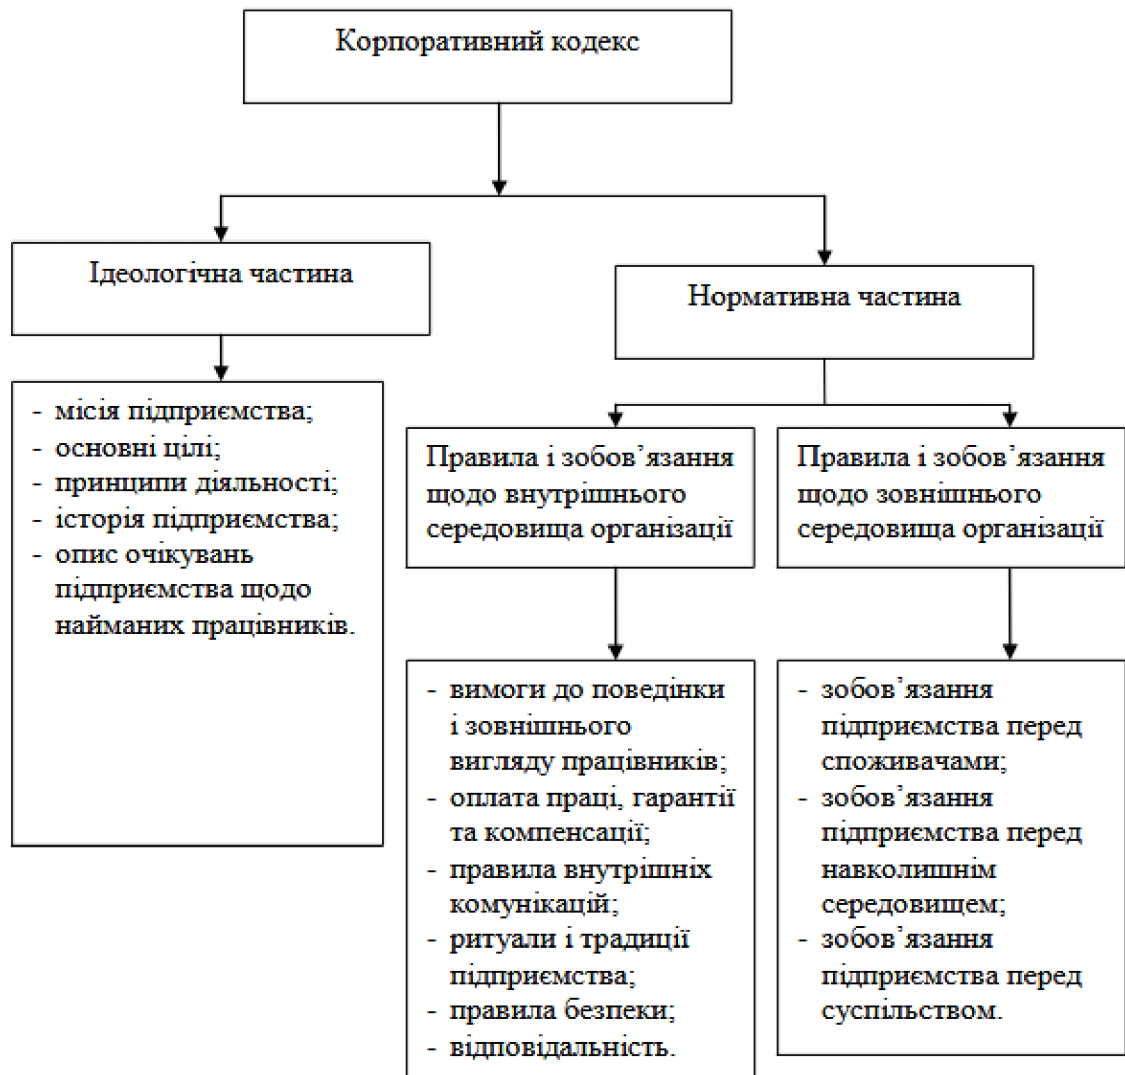 Корпоративний кодекс
Ідеологічна частина
- місія підприємства;
- основні цілі;
- принципи діяльності;
- історія підприємства;
- опис очікувань
підприємства щодо
найманих працівників.
Нормативна частина
Правила і зобов’язання
щодо внутрішнього
середовища організації
- вимоги до поведінки
і зовнішнього
вигляду працівників;
- оплата праці, гарантії
та компенсації;
- правила внутрішніх
комунікацій;
- ритуали і традиції
підприємства;
- правила безпеки;
- відповідальність.
Правила і зобов’язання
щодо зовнішнього
середовища організації
- зобов’язання
підприємства перед
споживачами;
- зобов’язання
підприємства перед
навколишнім
середовищем;
- зобов’язання
підприємства перед
суспільством.